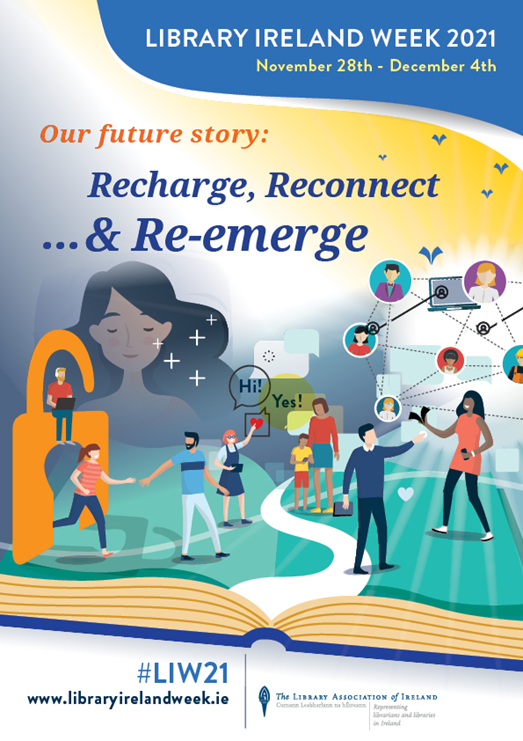 LIBRARY IRELAND WEEK 2021
November 28th - December 4th
Our future story:
Recharge, Reconnect
...& Re-emerge
Hi!
Yes!
#LIW21
www.libraryirelandweek.ie
The Library Association of Ireland
Cumann Leabharlann na hÉireann
Representing
librarians and libraries
in Ireland